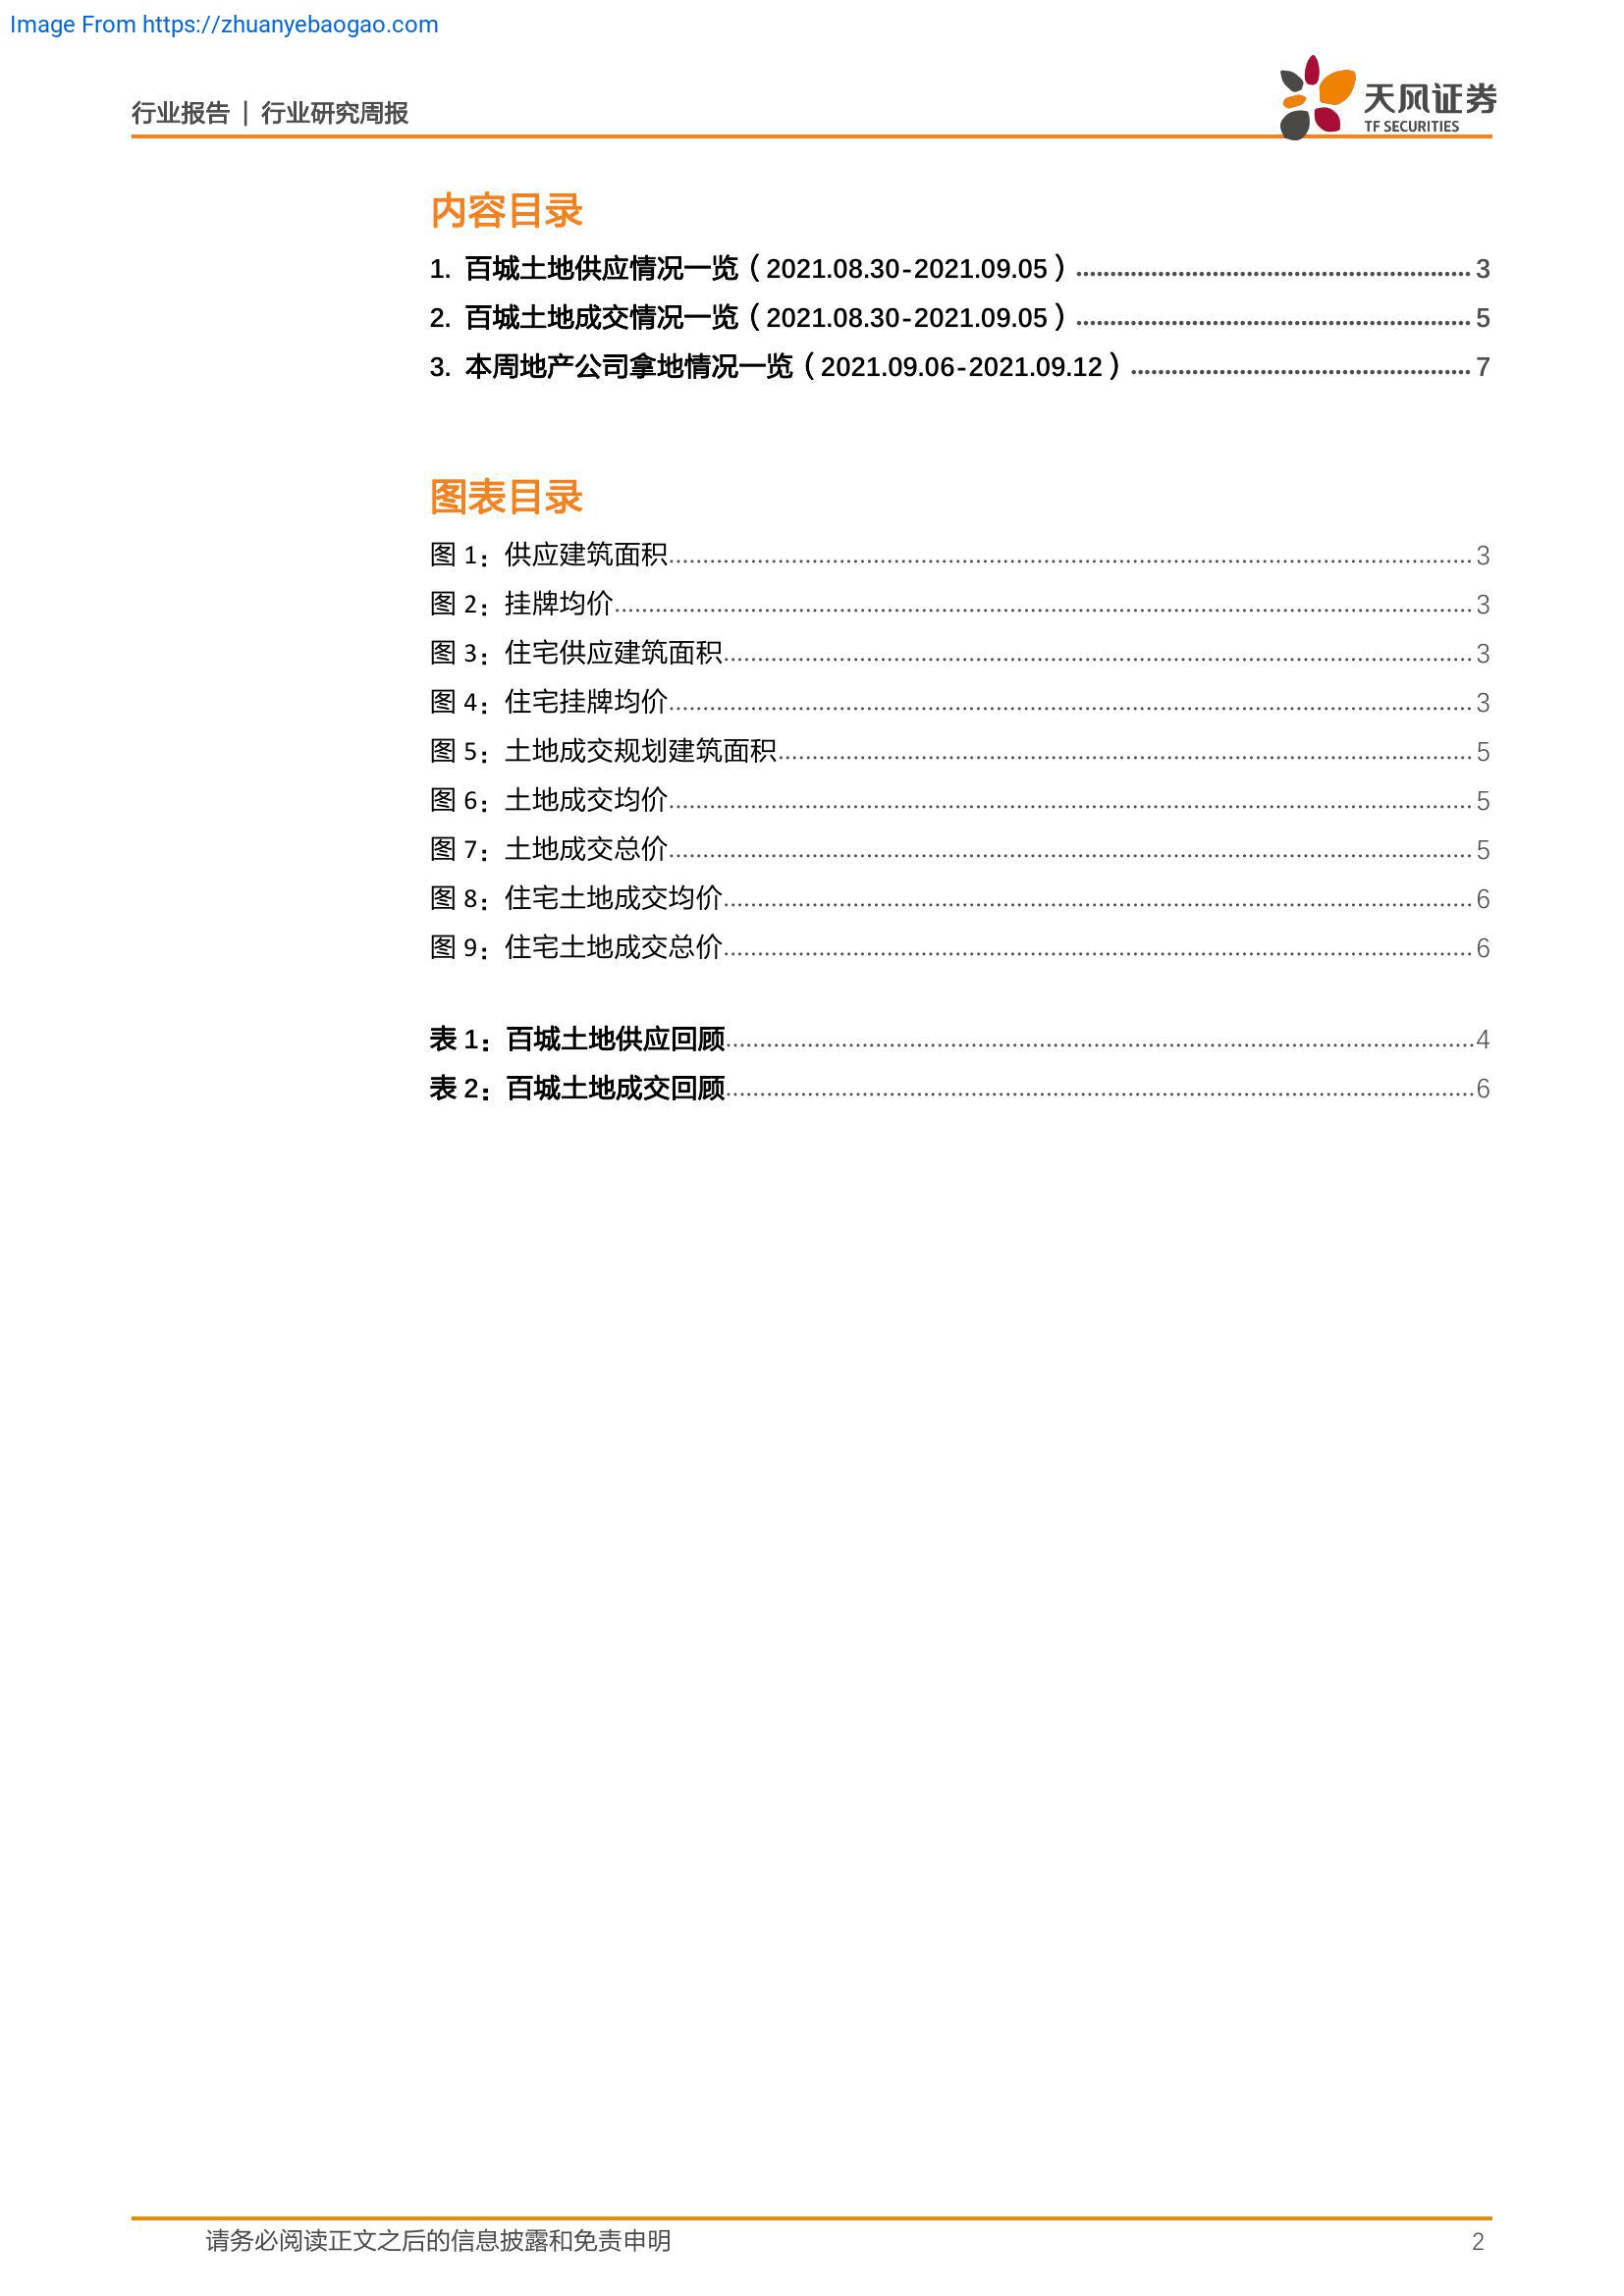 Image From https://zhuanyebaogao.com
行业报告 | 行业研究周报
天风证券
TF SECURITIES
内容目录
1. 百城土地供应情况一览（2021.08.30-2021.09.05）........................................................ 3
2. 百城土地成交情况一览（2021.08.30-2021.09.05）........................................................ 5
3. 本周地产公司拿地情况一览（2021.09.06-2021.09.12）................................................ 7
图表目录
图 1：供应建筑面积........................................................ 3
图 2：挂牌均价........................................................ 3
图 3：住宅供应建筑面积........................................................ 3
图 4：住宅挂牌均价........................................................ 3
图 5：土地成交规划建筑面积........................................................ 5
图 6：土地成交均价........................................................ 5
图 7：土地成交总价........................................................ 5
图 8：住宅土地成交均价........................................................ 6
图 9：住宅土地成交总价........................................................ 6
表 1：百城土地供应回顾........................................................ 4
表 2：百城土地成交回顾........................................................ 6
请务必阅读正文之后的信息披露和免责申明 2